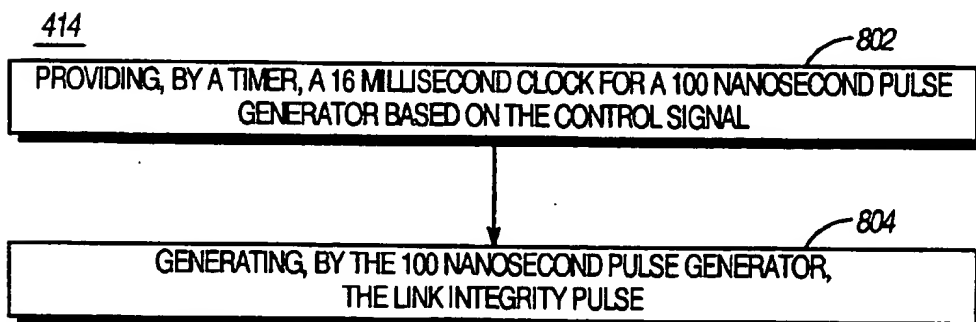 414
802
PROVIDING, BY A TIMER, A 16 MILLISECOND CLOCK FOR A 100 NANOSECOND PULSE
GENERATOR BASED ON THE CONTROL SIGNAL
804
GENERATING, BY THE 100 NANOSECOND PULSE GENERATOR,
THE LINK INTEGRITY PULSE